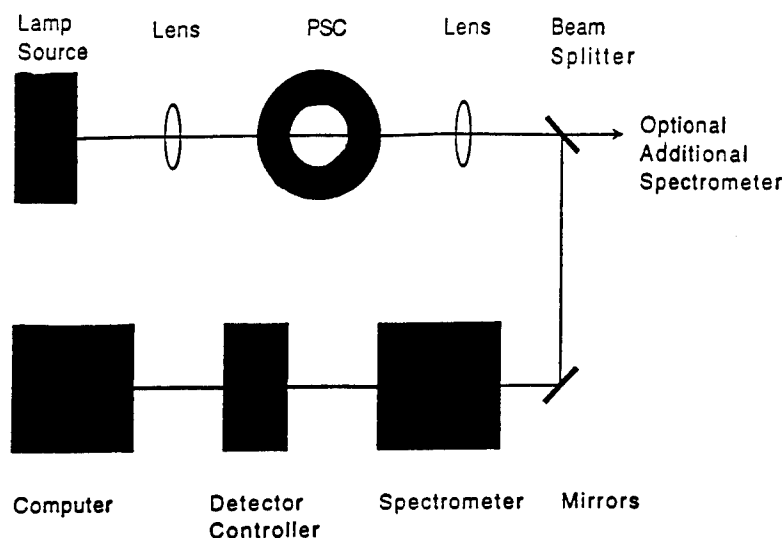 Lamp
Source
Lens
PSC
Lens
Beam
Splitter
Optional
Additional
Spectrometer
Computer
Detector
Controller
Spectrometer
Mirrors